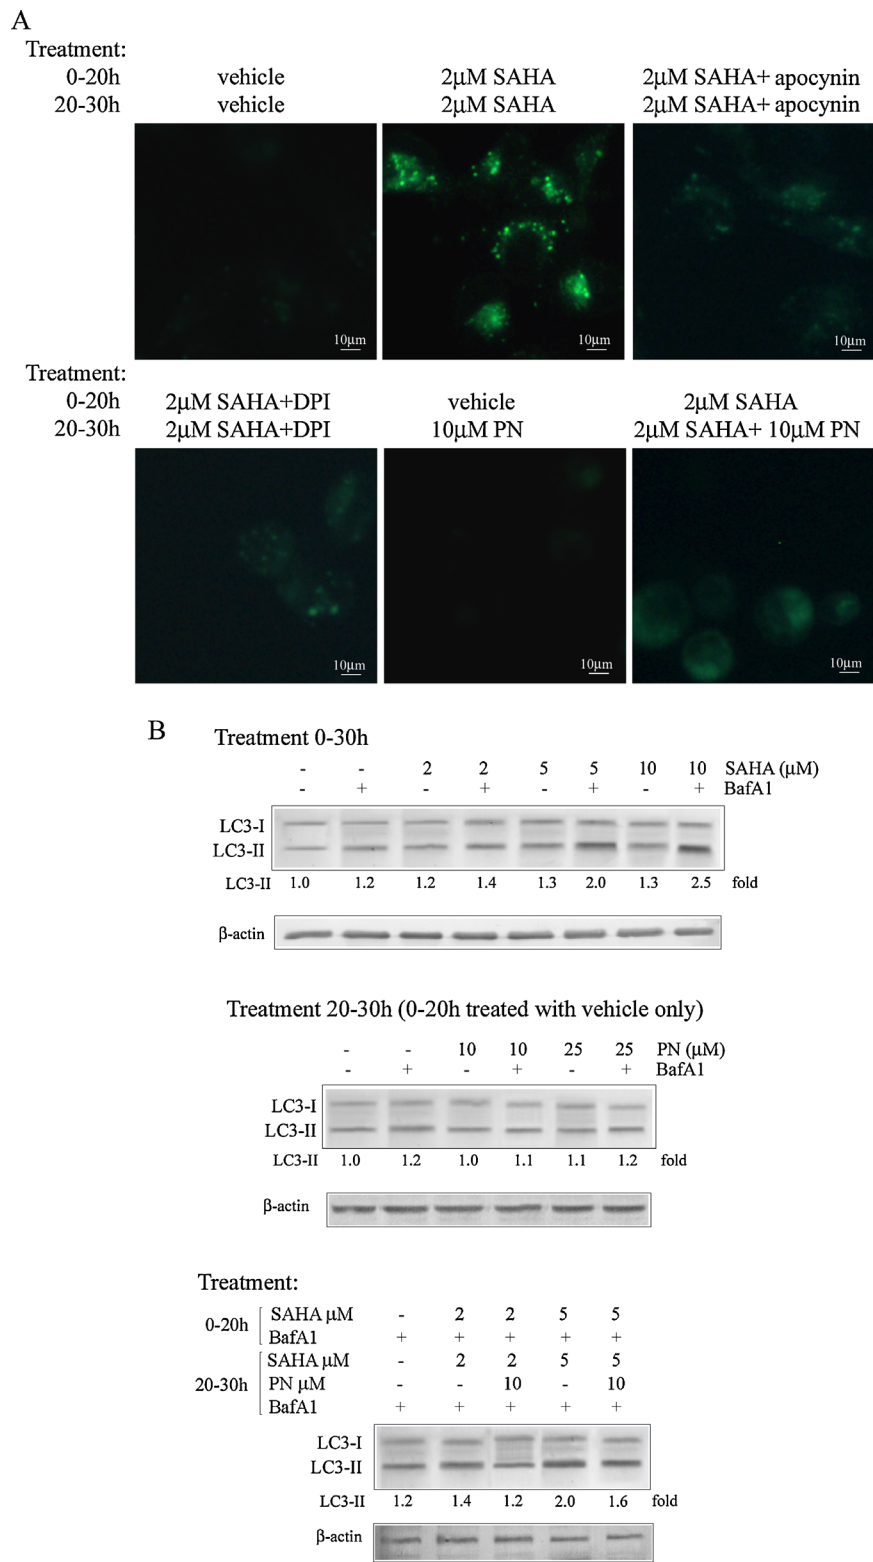 A
Treatment:
0-20h vehicle 2μM SAHA 2μM SAHA+ apocynin
20-30h vehicle 2μM SAHA 2μM SAHA+ apocynin
10μm 10μm 10μm
Treatment:
0-20h 2μM SAHA+DPI vehicle 2μM SAHA
20-30h 2μM SAHA+DPI 10μM PN 2μM SAHA+ 10μM PN
10μm 10μm 10μm
B
Treatment 0-30h
- - 2 2 5 5 10 10 SAHA (μM)
- + - + - + - + BafA1
LC3-I
LC3-II
LC3-II 1.0 1.2 1.2 1.4 1.3 2.0 1.3 2.5 fold
β-actin
Treatment 20-30h (0-20h treated with vehicle only)
- - 10 10 25 25 PN (μM)
- + - + - + BafA1
LC3-I
LC3-II
LC3-II 1.0 1.2 1.0 1.1 1.1 1.2 fold
β-actin
Treatment:
0-20h SAHA μM - 2 2 5 5
BafA1 + + + + +
20-30h SAHA μM - 2 2 5 5
PN μM - - 10 - 10
BafA1 + + + + +
LC3-I
LC3-II
LC3-II 1.2 1.4 1.2 2.0 1.6 fold
β-actin